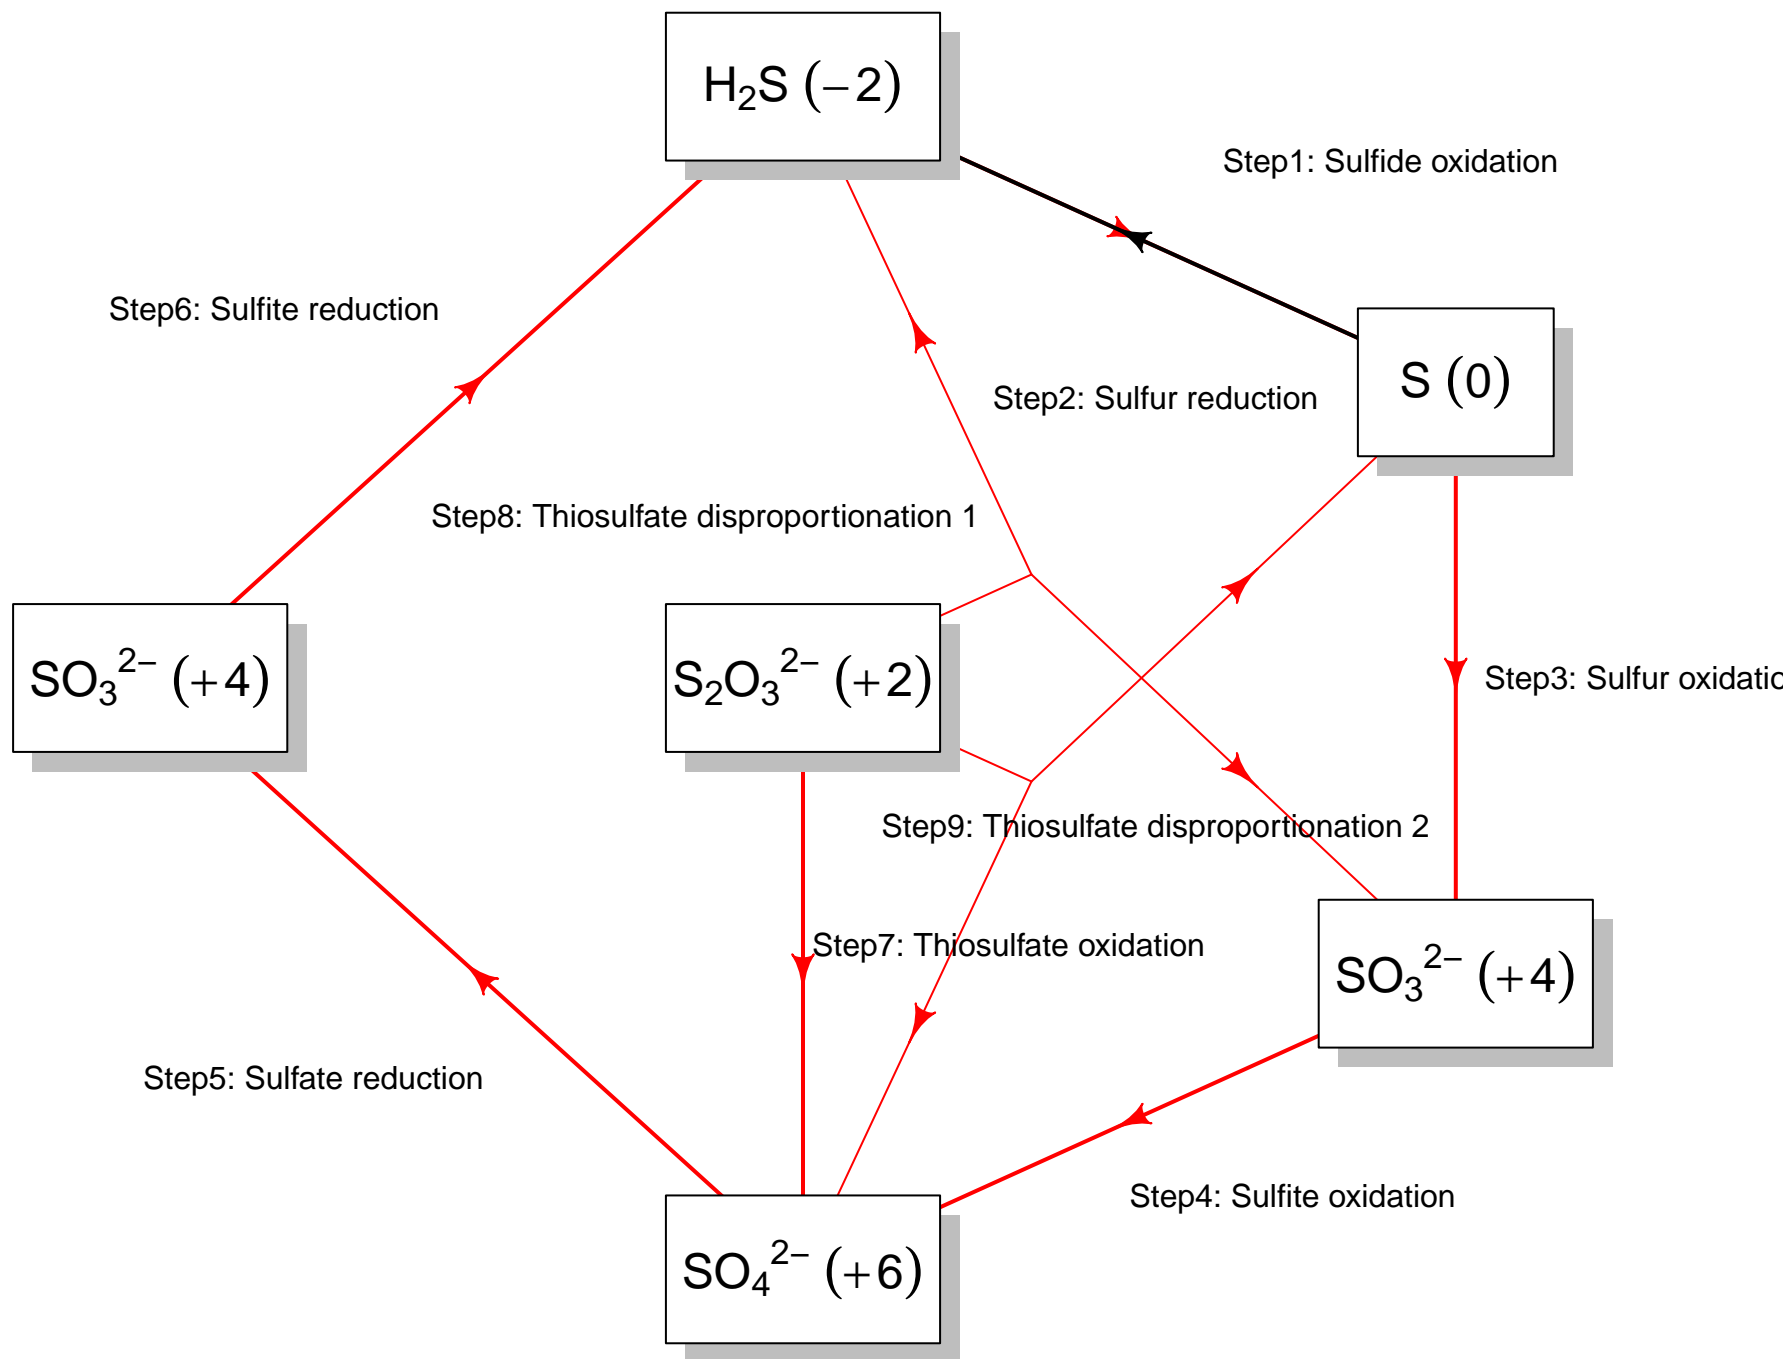 H₂S (−2)
Step1: Sulfide oxidation
Step6: Sulfite reduction
S (0)
Step2: Sulfur reduction
Step8: Thiosulfate disproportionation 1
SO₃²⁻ (+4)
S₂O₃²⁻ (+2)
Step3: Sulfur oxidatio
Step9: Thiosulfate disproportionation 2
Step7: Thiosulfate oxidation
SO₃²⁻ (+4)
Step5: Sulfate reduction
Step4: Sulfite oxidation
SO₄²⁻ (+6)